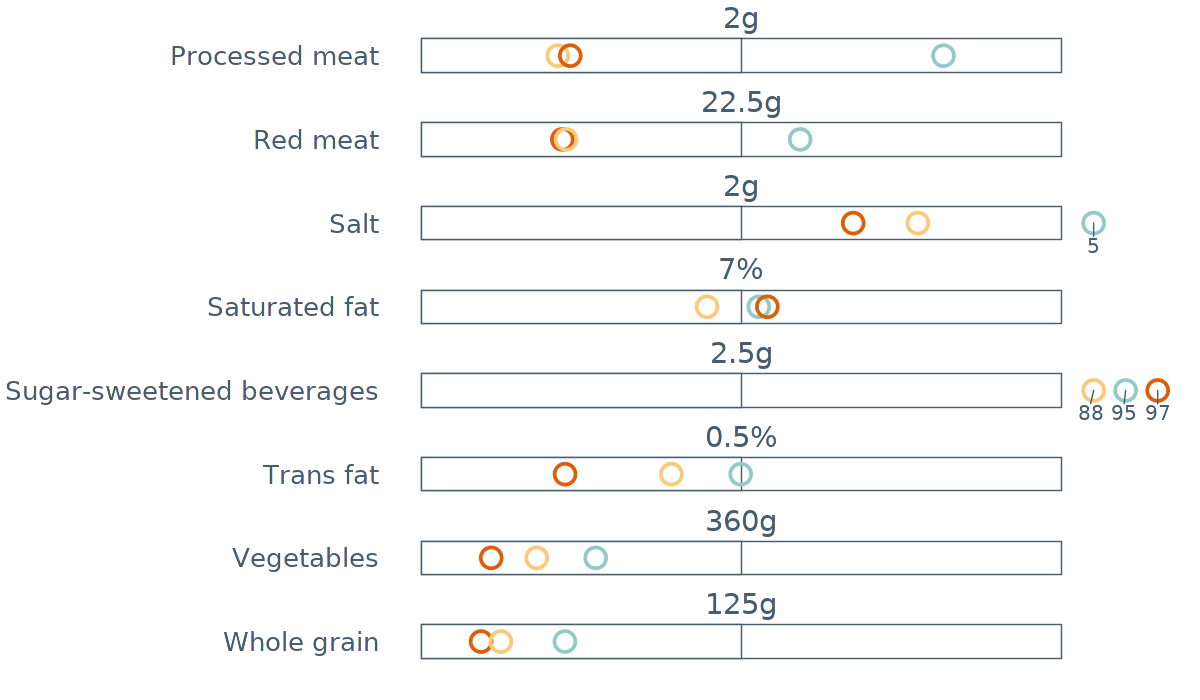 2g
Processed meat
22.5g
Red meat
2g
Salt
5
7%
Saturated fat
2.5g
Sugar-sweetened beverages
88 95 97
0.5%
Trans fat
360g
Vegetables
125g
Whole grain